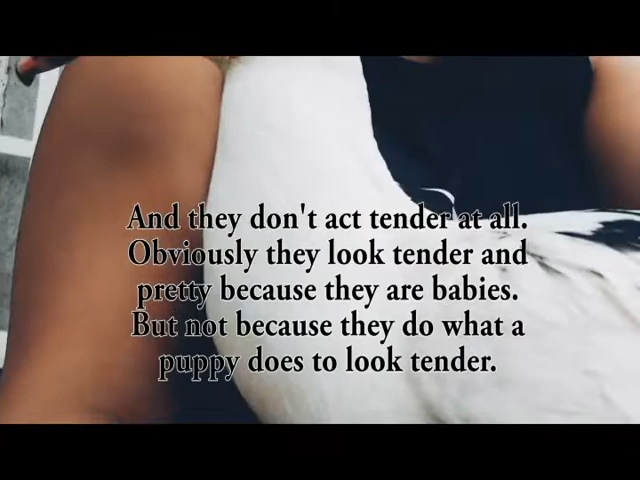 And they don't act tender at all.
Obviously they look tender and
pretty because they are babies.
But not because they do what a
puppy does to look tender.